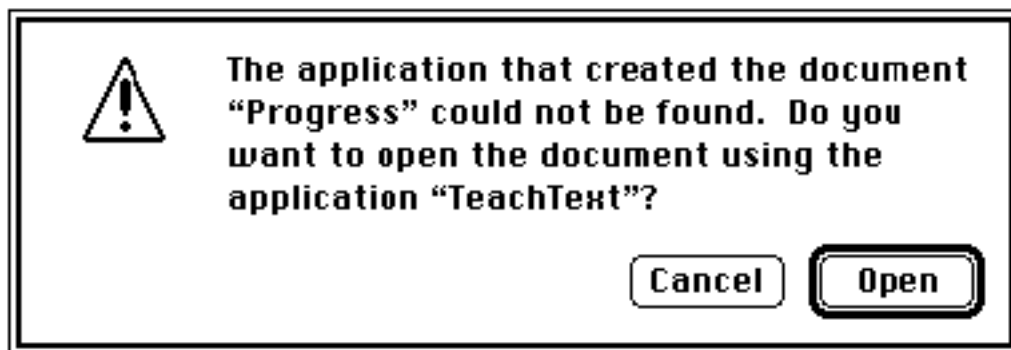 The application that created the document
“Progress” could not be found.  Do you
want to open the document using the
application “TeachText”?
Cancel
Open